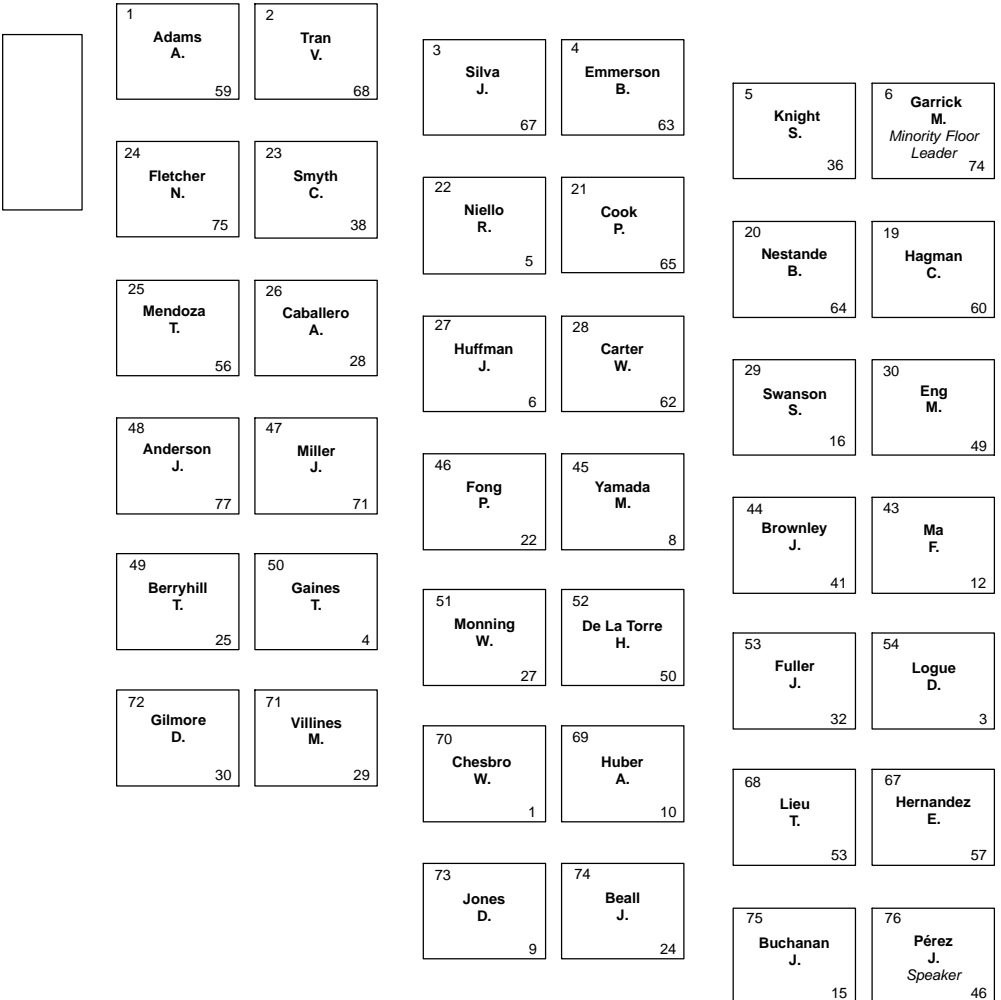 1
Adams
A.
59
2
Tran
V.
68
3
Silva
J.
67
4
Emmerson
B.
63
5
Knight
S.
36
6
Garrick
M.
Minority Floor
Leader
74
24
Fletcher
N.
75
23
Smyth
C.
38
22
Niello
R.
5
21
Cook
P.
65
20
Nestande
B.
64
19
Hagman
C.
60
25
Mendoza
T.
56
26
Caballero
A.
28
27
Huffman
J.
6
28
Carter
W.
62
29
Swanson
S.
16
30
Eng
M.
49
48
Anderson
J.
77
47
Miller
J.
71
46
Fong
P.
22
45
Yamada
M.
8
44
Brownley
J.
41
43
Ma
F.
12
49
Berryhill
T.
25
50
Gaines
T.
4
51
Monning
W.
27
52
De La Torre
H.
50
53
Fuller
J.
32
54
Logue
D.
3
72
Gilmore
D.
30
71
Villines
M.
29
70
Chesbro
W.
1
69
Huber
A.
10
68
Lieu
T.
53
67
Hernandez
E.
57
73
Jones
D.
9
74
Beall
J.
24
75
Buchanan
J.
15
76
Pérez
J.
Speaker
46